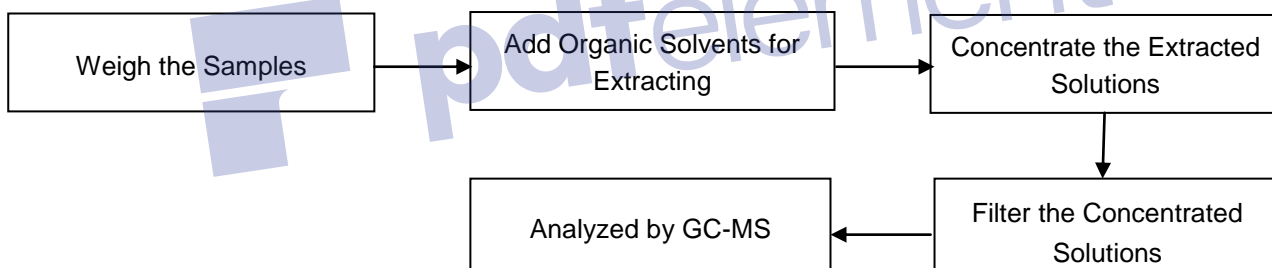 Weigh the Samples
Add Organic Solvents for
Extracting
Concentrate the Extracted
Solutions
Analyzed by GC-MS
Filter the Concentrated
Solutions
pdfelement